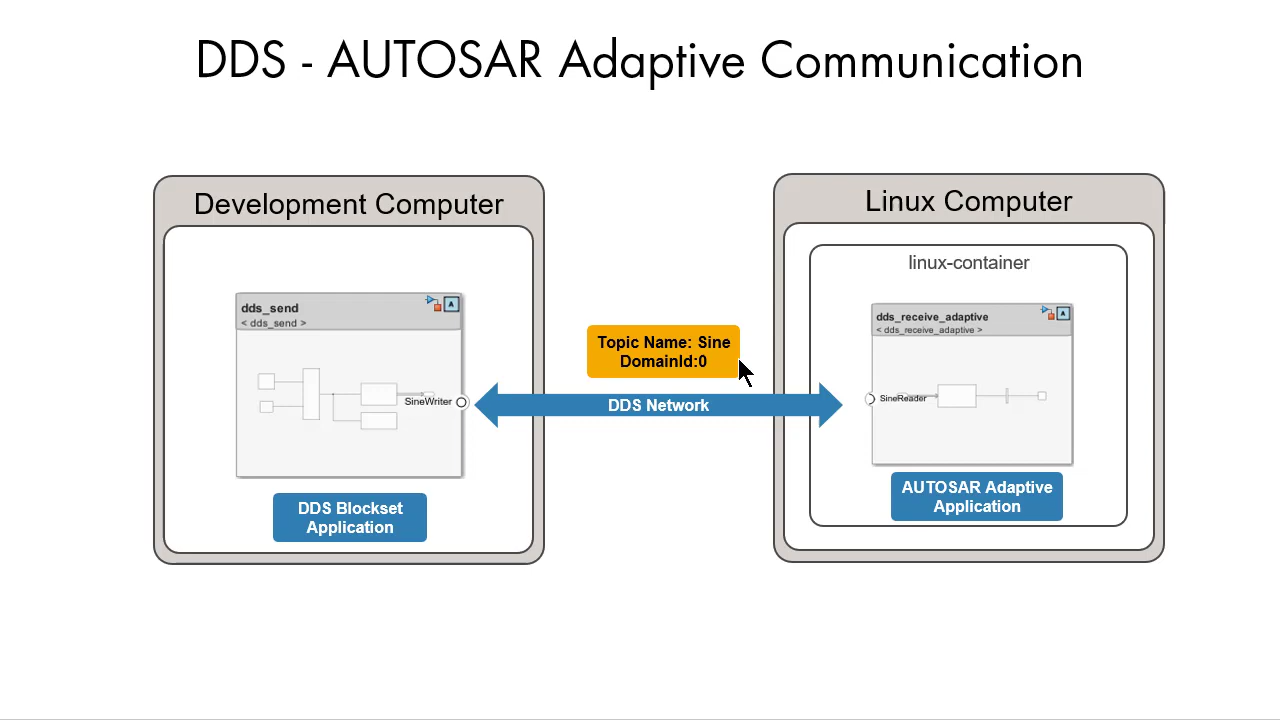 DDS - AUTOSAR Adaptive Communication
Development Computer
dds_send
< dds_send >
A
SineWriter
DDS Blockset
Application
Topic Name: Sine
DomainId:0
DDS Network
Linux Computer
linux-container
dds_receive_adaptive
< dds_receive_adaptive >
A
SineReader
AUTOSAR Adaptive
Application